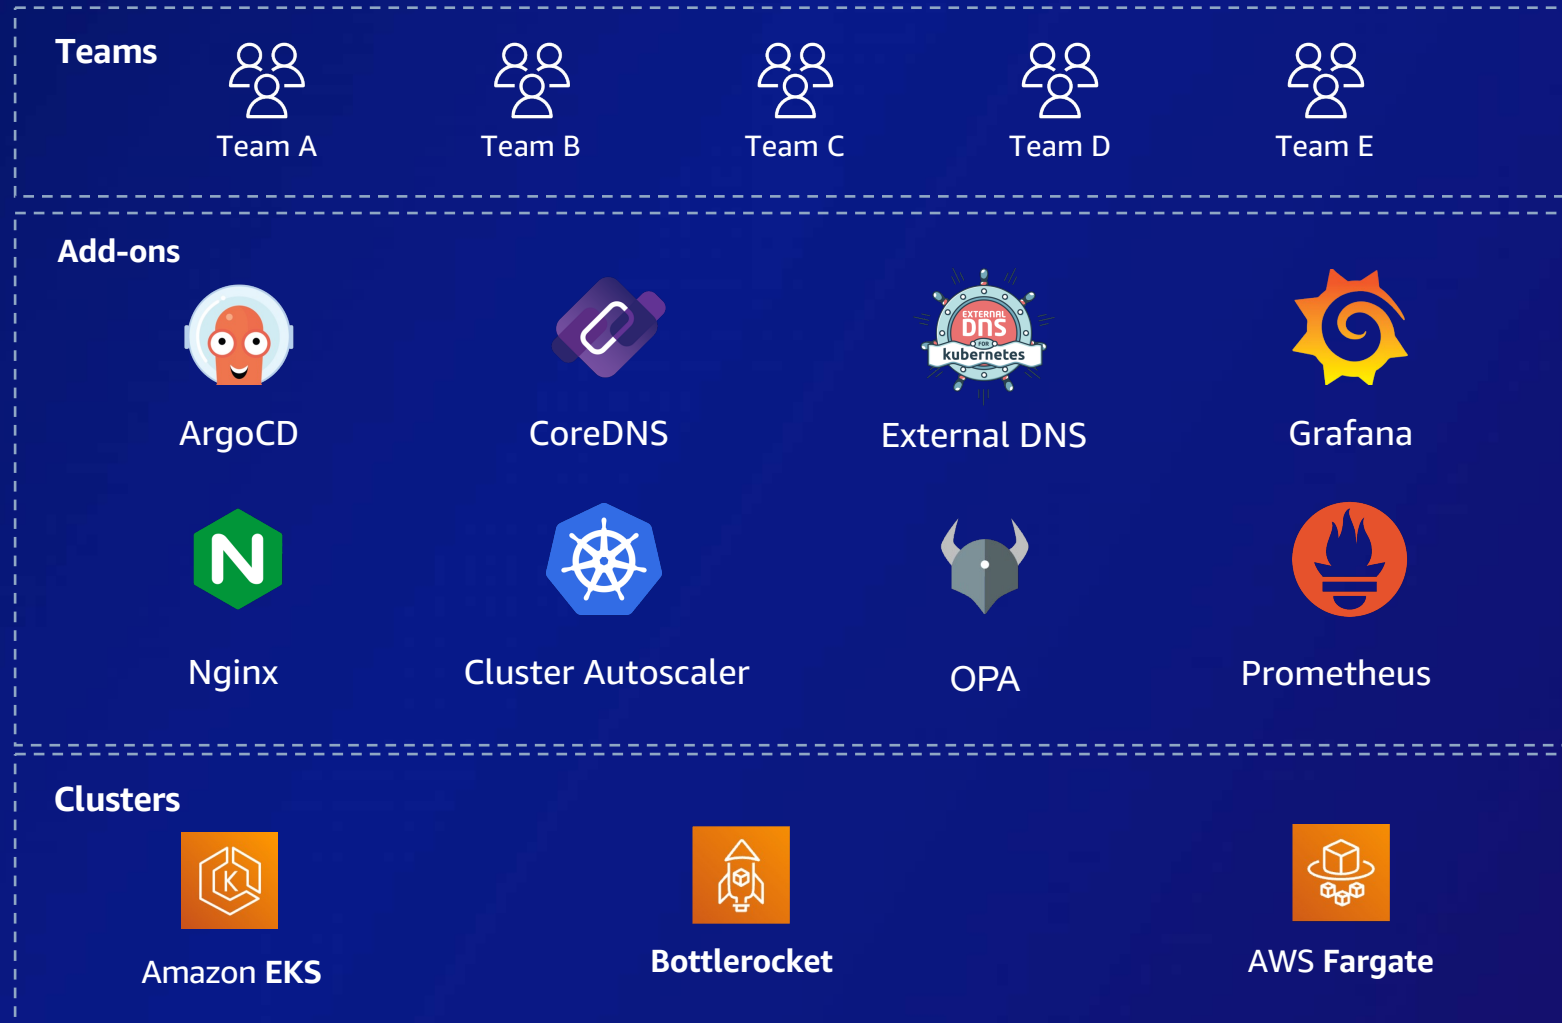 Teams
Team A
Team B
Team C
Team D
Team E
Add-ons
EXTERNAL
DNS
FOR
kubernetes
ArgoCD
CoreDNS
External DNS
Grafana
N
Nginx
Cluster Autoscaler
OPA
Prometheus
Clusters
K
Amazon EKS
Bottlerocket
AWS Fargate